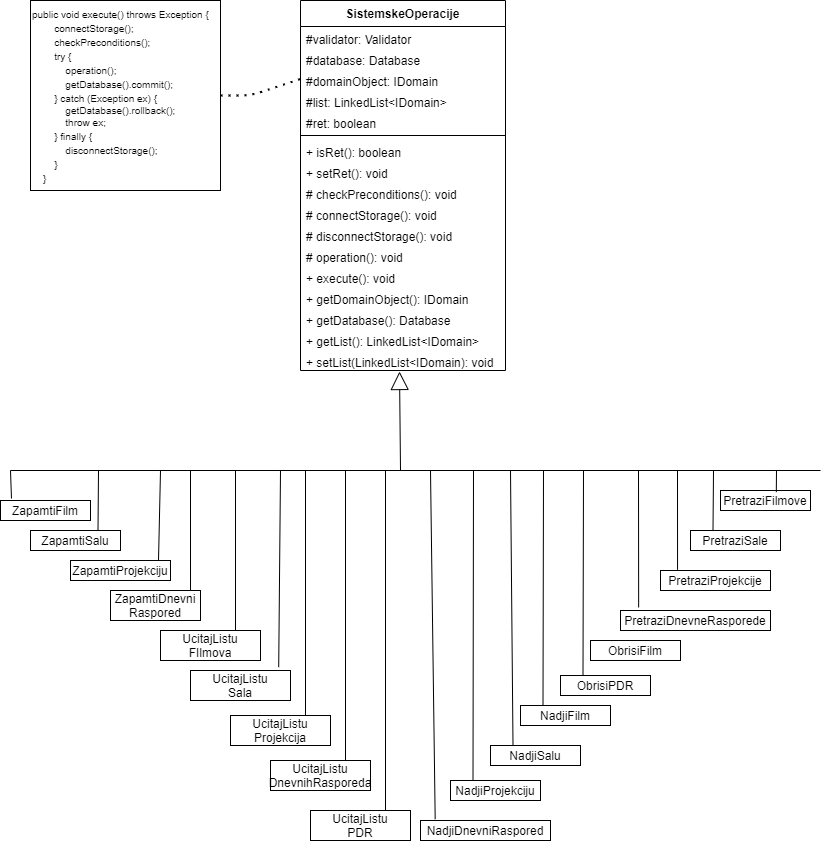 public void execute() throws Exception {
connectStorage();
checkPreconditions();
try {
operation();
getDatabase().commit();
} catch (Exception ex) {
getDatabase().rollback();
throw ex;
} finally {
disconnectStorage();
}
}
SistemskeOperacije
#validator: Validator
#database: Database
#domainObject: IDomain
#list: LinkedList<IDomain>
#ret: boolean
+ isRet(): boolean
+ setRet(): void
# checkPreconditions(): void
# connectStorage(): void
# disconnectStorage(): void
# operation(): void
+ execute(): void
+ getDomainObject(): IDomain
+ getDatabase(): Database
+ getList(): LinkedList<IDomain>
+ setList(LinkedList<IDomain): void
ZapamtiFilm
ZapamtiSalu
ZapamtiProjekciju
ZapamtiDnevni
Raspored
UcitajListu
FIlmova
UcitajListu
Sala
UcitajListu
Projekcija
UcitajListu
DnevnihRasporeda
UcitajListu
PDR
NadjiDnevniRaspored
NadjiProjekciju
NadjiSalu
NadjiFilm
ObrisiPDR
ObrisiFilm
PretraziDnevneRasporede
PretraziProjekcije
PretraziSale
PretraziFilmove